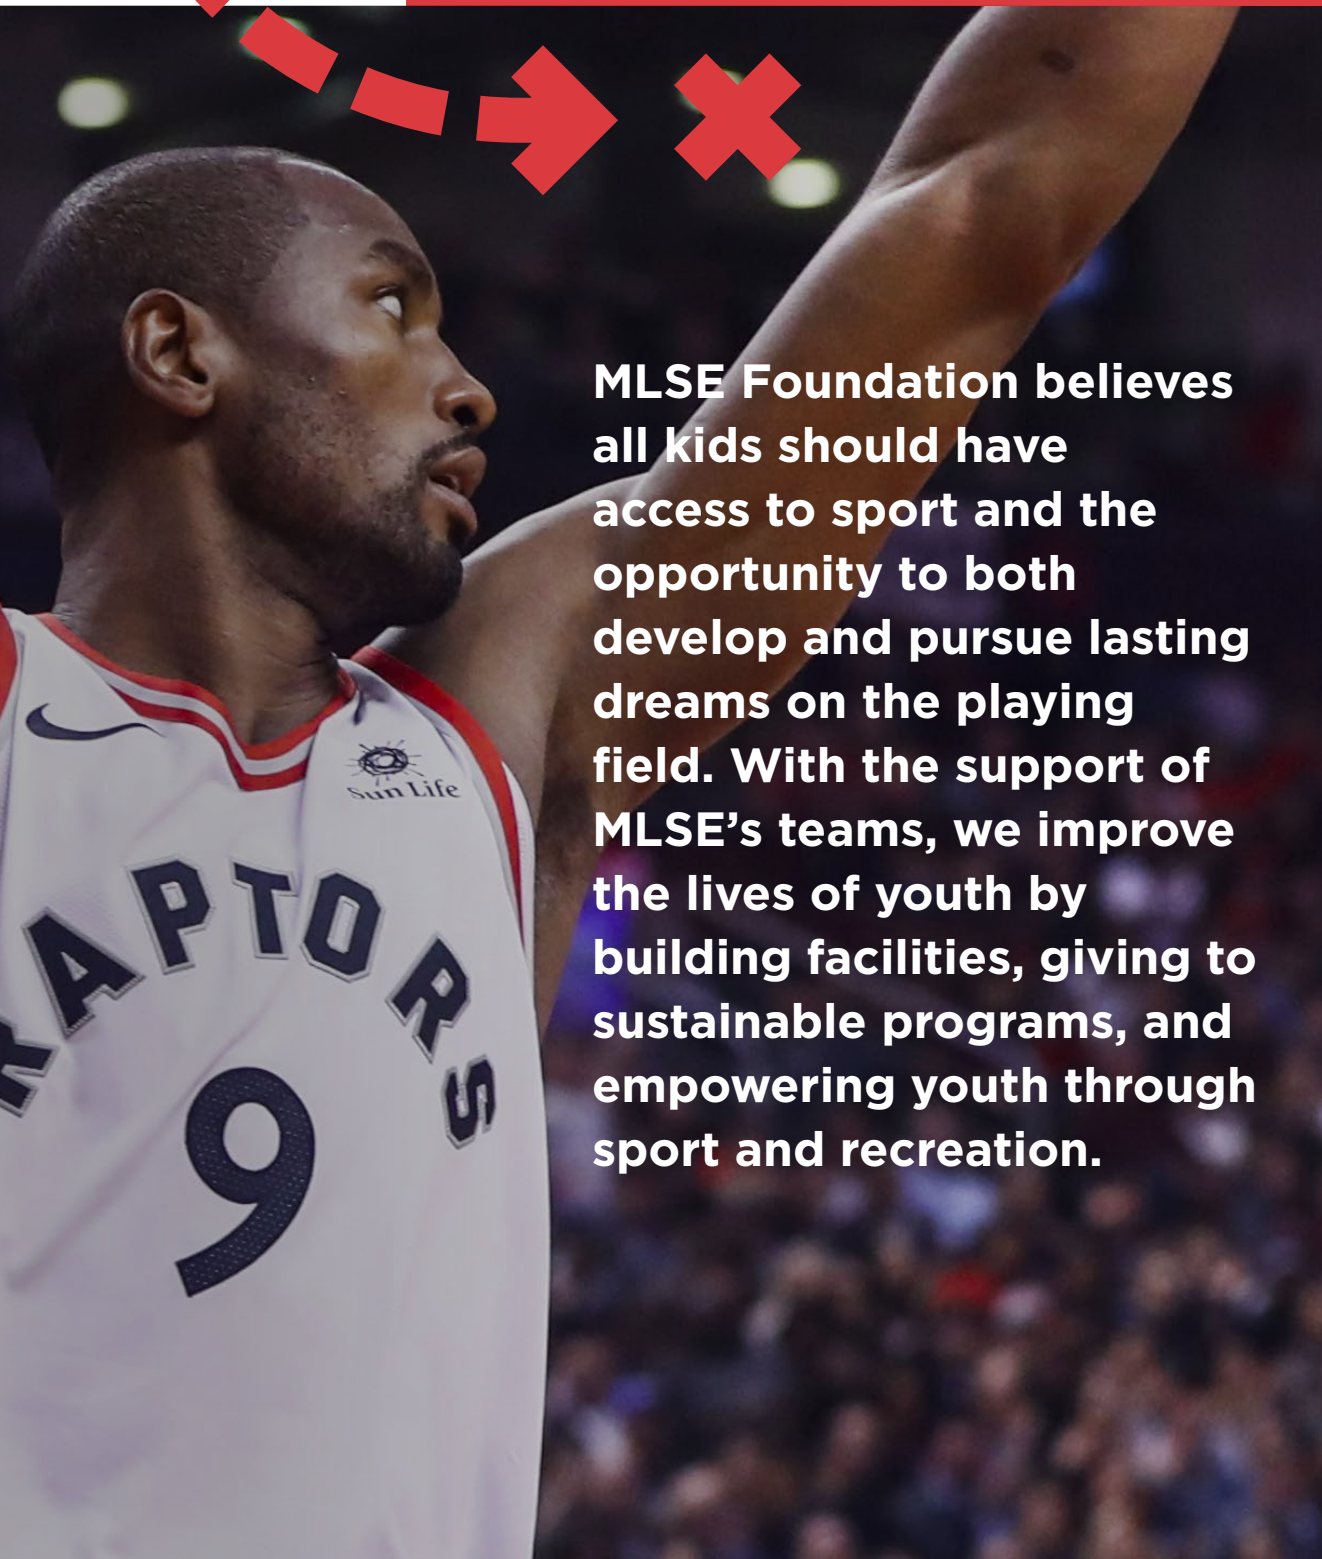 MLSE Foundation believes
all kids should have
access to sport and the
opportunity to both
develop and pursue lasting
dreams on the playing
field. With the support of
MLSE’s teams, we improve
the lives of youth by
building facilities, giving to
sustainable programs, and
empowering youth through
sport and recreation.
Sun Life
RAPTORS
9